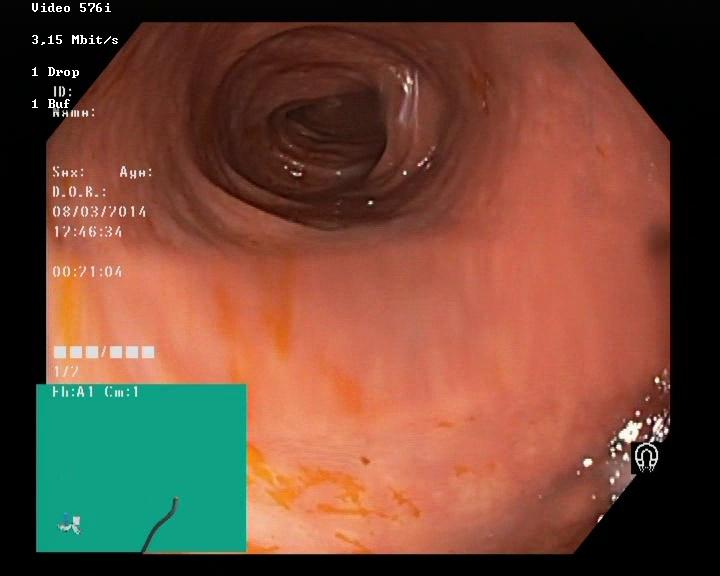 Video 576i
3,15 Mbit/s
1 Drop
ID:
1 Buf
Name:
Sex: Age:
D.O.R.:
08/03/2014
12:46:34
00:21:04
■■■/■■■
1/2
Eh:A1 Cm:1